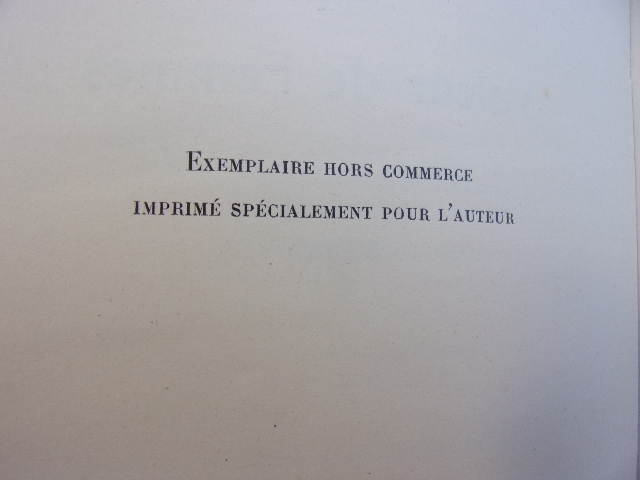 Exemplaire hors commerce
imprimé spécialement pour l'auteur